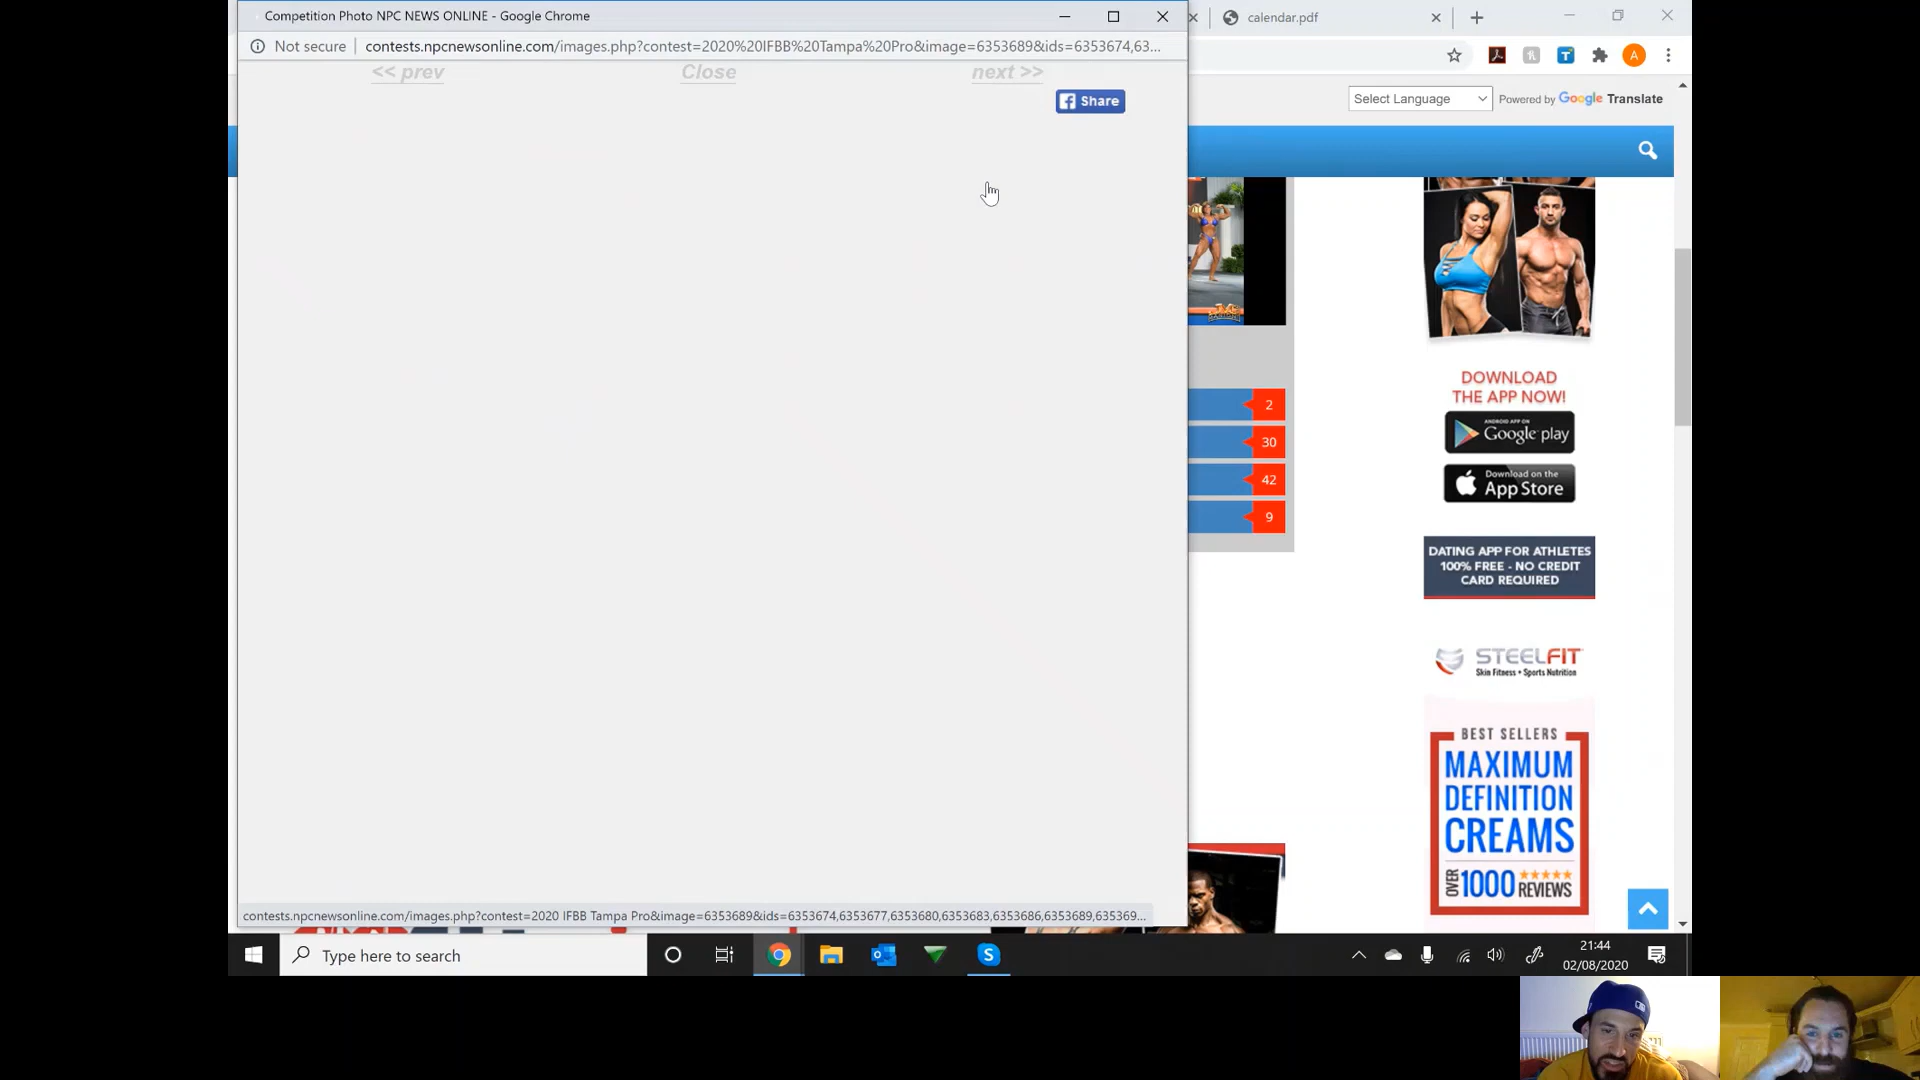 Competition Photo NPC NEWS ONLINE - Google Chrome
calendar.pdf
Not secure
contests.npcnewsonline.com/images.php?contest=2020%20IFBB%20Tampa%20Pro&image=6353689&ids=6353674,63...
A
<< prev
Close
next >>
Share
Select Language
Powered by Google Translate
2
30
42
9
DOWNLOAD
THE APP NOW!
ANDROID APP ON
Google play
Download on the
App Store
DATING APP FOR ATHLETES
100% FREE - NO CREDIT
CARD REQUIRED
STEELFIT
Skin Fitness • Sports Nutrition
BEST SELLERS
MAXIMUM
DEFINITION
CREAMS
OVER 1000 REVIEWS
contests.npcnewsonline.com/images.php?contest=2020 IFBB Tampa Pro&image=6353689&ids=6353674,6353677,6353680,6353683,6353686,6353689,635369...
Type here to search
21:44
02/08/2020